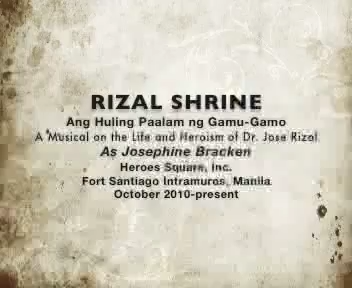 RIZAL SHRINE
Ang Huling Paalam ng Gamu-Gamo
A Musical on the Life and Heroism of Dr. Jose Rizal
As Josephine Bracken
Heroes Square, Inc.
Fort Santiago Intramuros, Manila
October 2010-present